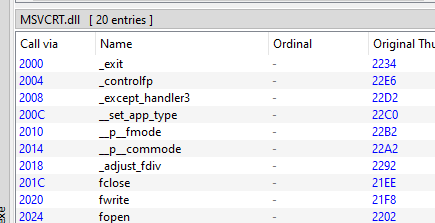 MSVCRT.dll [ 20 entries ]
Call via Name Ordinal Original Thu
2000 _exit - 2234
2004 _controlfp - 22E6
2008 _except_handler3 - 22D2
200C __set_app_type - 22C0
2010 __p__fmode - 22B2
2014 __p__commode - 22A2
2018 _adjust_fdiv - 2292
201C fclose - 21EE
2020 fwrite - 21F8
2024 fopen - 2202